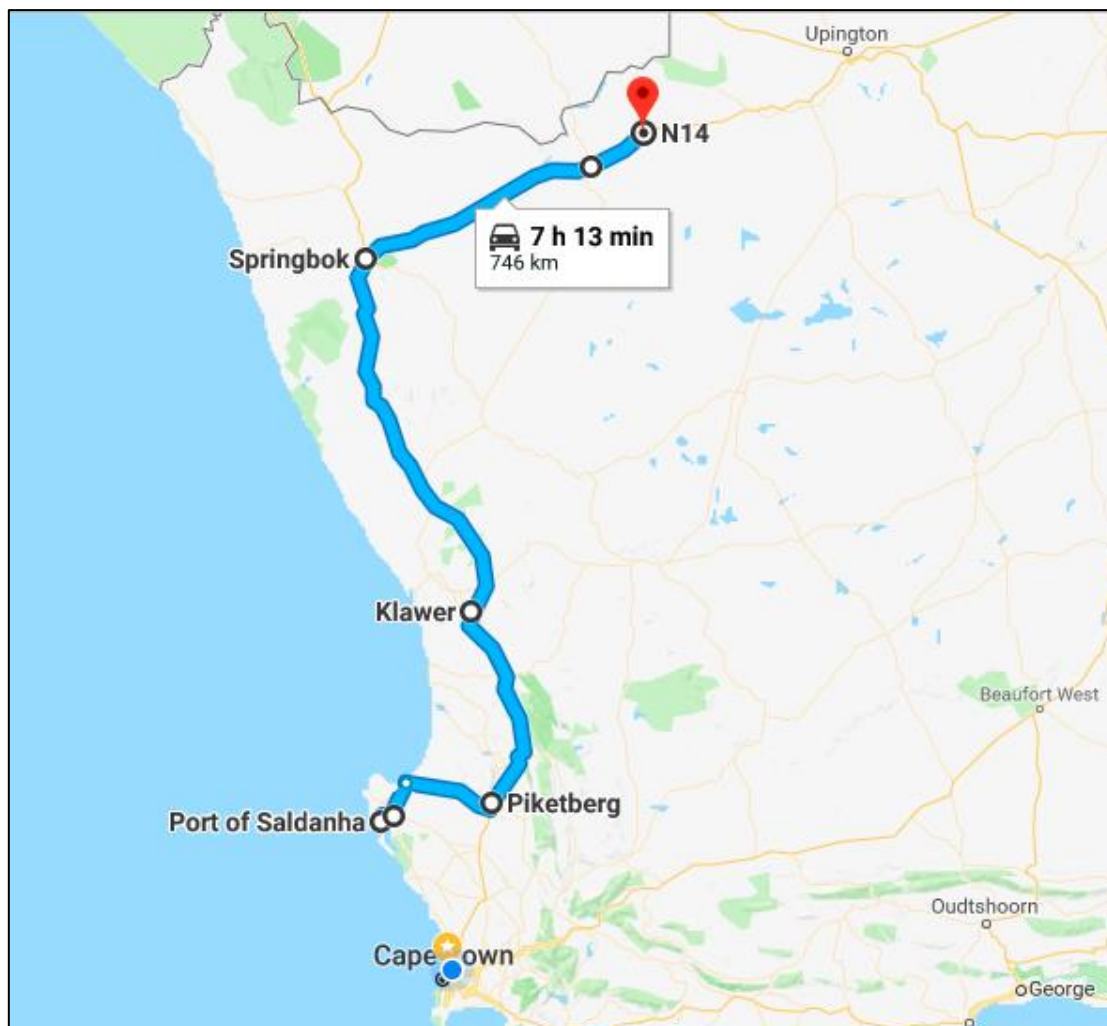 Upington
N14
7 h 13 min
746 km
Springbok
Klawer
Beaufort West
Piketberg
Port of Saldanha
Oudtshoorn
Cape Town
George